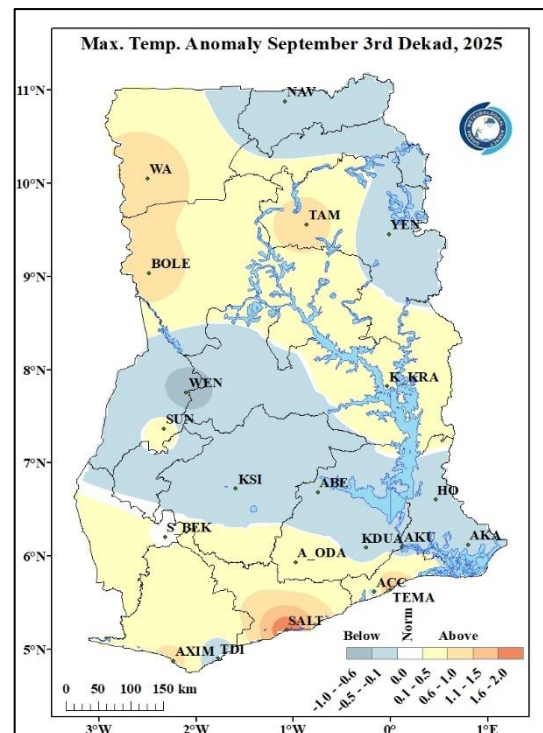 Max. Temp. Anomaly September 3rd Dekad, 2025
11°N
NAV
WA
10°N
TAM
YEN
9°N
BOLE
8°N
WEN
K_KRA
SUN
7°N
KSI
ABE
HO
S_BEK
6°N
KDUA
AKU
AKA
A_ODA
ACC
TEMA
SALT
5°N
AXIM
TDI
Below
Norm
Above
-1.0 - -0.6
-0.5 - -0.1
0.0
0.1 - 0.5
0.6 - 1.0
1.1 - 1.5
1.6 - 2.0
0 50 100 150 km
3°W
2°W
1°W
0°
1°E